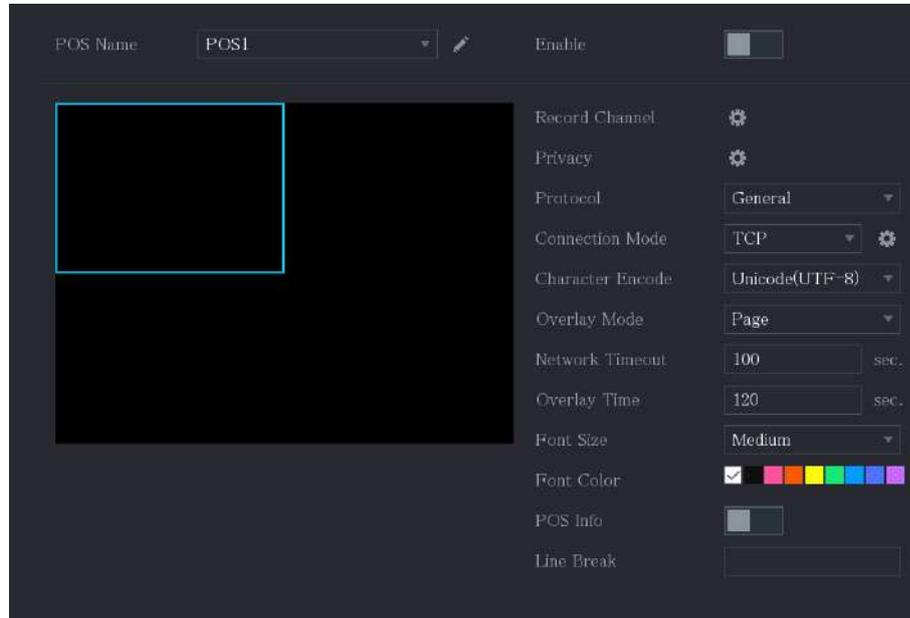 POS Name POS1 Enable
Record Channel
Privacy
Protocol General
Connection Mode TCP
Character Encode Unicode(UTF-8)
Overlay Mode Page
Network Timeout 100 sec.
Overlay Time 120 sec.
Font Size Medium
Font Color
POS Info
Line Break